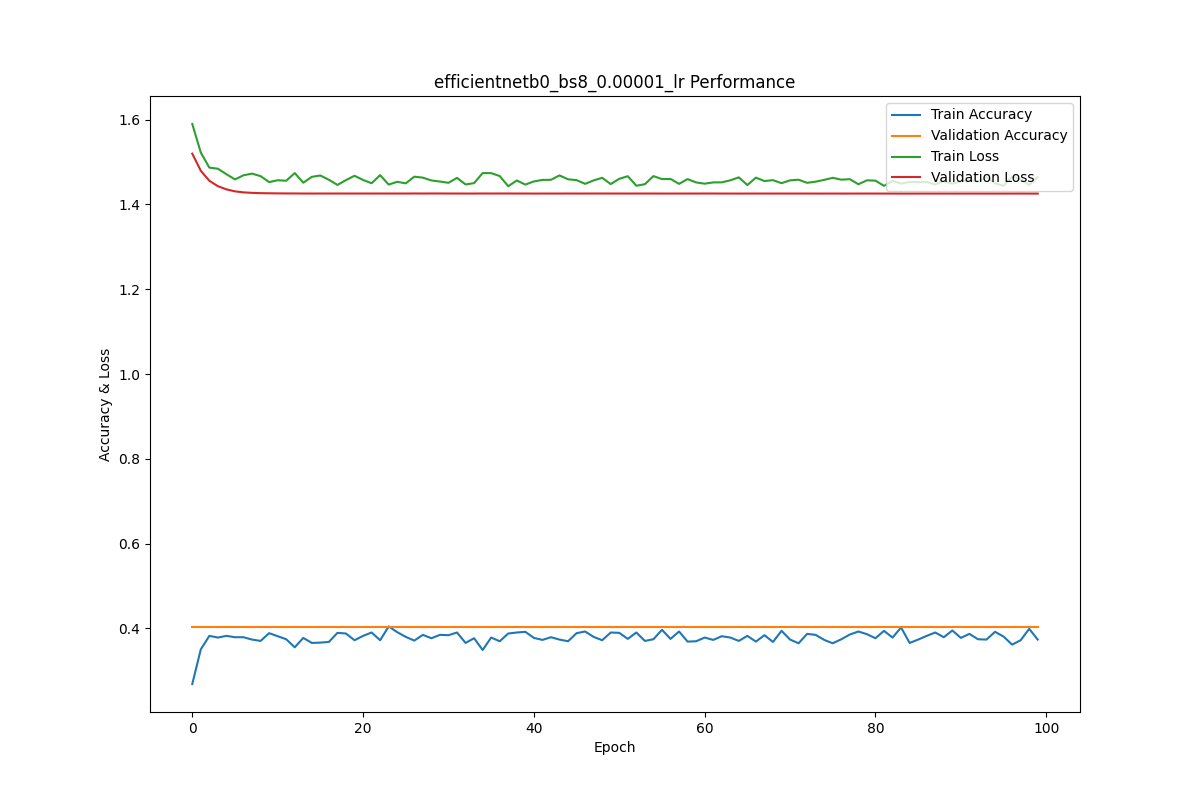 efficientnetb0_bs8_0.00001_lr Performance
Train Accuracy
Validation Accuracy
Train Loss
Validation Loss
1.6
1.4
1.2
1.0
0.8
0.6
0.4
Accuracy & Loss
0
20
40
60
80
100
Epoch